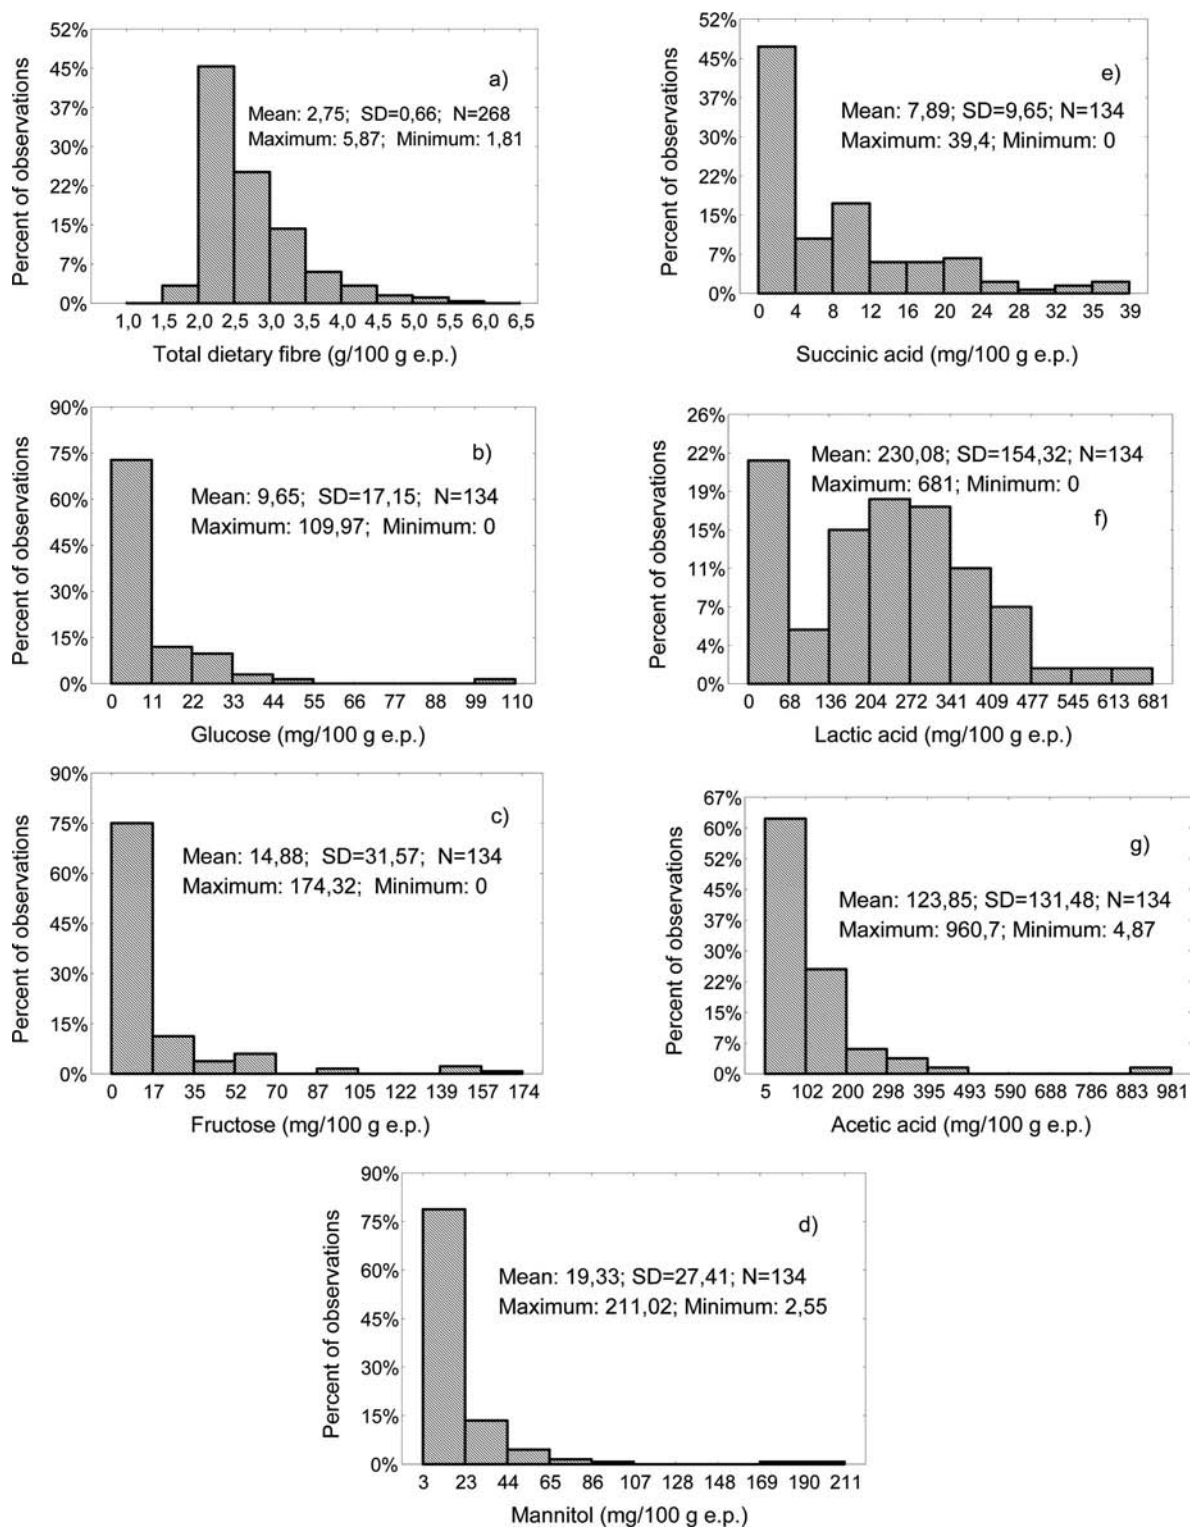 52%
45%
37%
30%
22%
15%
7%
0%
Percent of observations
a)
Mean: 2,75; SD=0,66; N=268
Maximum: 5,87; Minimum: 1,81
1,0 1,5 2,0 2,5 3,0 3,5 4,0 4,5 5,0 5,5 6,0 6,5
Total dietary fibre (g/100 g e.p.)
52%
45%
37%
30%
22%
15%
7%
0%
Percent of observations
e)
Mean: 7,89; SD=9,65; N=134
Maximum: 39,4; Minimum: 0
0 4 8 12 16 20 24 28 32 35 39
Succinic acid (mg/100 g e.p.)
90%
75%
60%
45%
30%
15%
0%
Percent of observations
b)
Mean: 9,65; SD=17,15; N=134
Maximum: 109,97; Minimum: 0
0 11 22 33 44 55 66 77 88 99 110
Glucose (mg/100 g e.p.)
26%
22%
19%
15%
11%
7%
4%
0%
Percent of observations
Mean: 230,08; SD=154,32; N=134
Maximum: 681; Minimum: 0
f)
0 68 136 204 272 341 409 477 545 613 681
Lactic acid (mg/100 g e.p.)
90%
75%
60%
45%
30%
15%
0%
Percent of observations
c)
Mean: 14,88; SD=31,57; N=134
Maximum: 174,32; Minimum: 0
0 17 35 52 70 87 105 122 139 157 174
Fructose (mg/100 g e.p.)
67%
60%
52%
45%
37%
30%
22%
15%
7%
0%
Percent of observations
g)
Mean: 123,85; SD=131,48; N=134
Maximum: 960,7; Minimum: 4,87
5 102 200 298 395 493 590 688 786 883 981
Acetic acid (mg/100 g e.p.)
90%
75%
60%
45%
30%
15%
0%
Percent of observations
d)
Mean: 19,33; SD=27,41; N=134
Maximum: 211,02; Minimum: 2,55
3 23 44 65 86 107 128 148 169 190 211
Mannitol (mg/100 g e.p.)